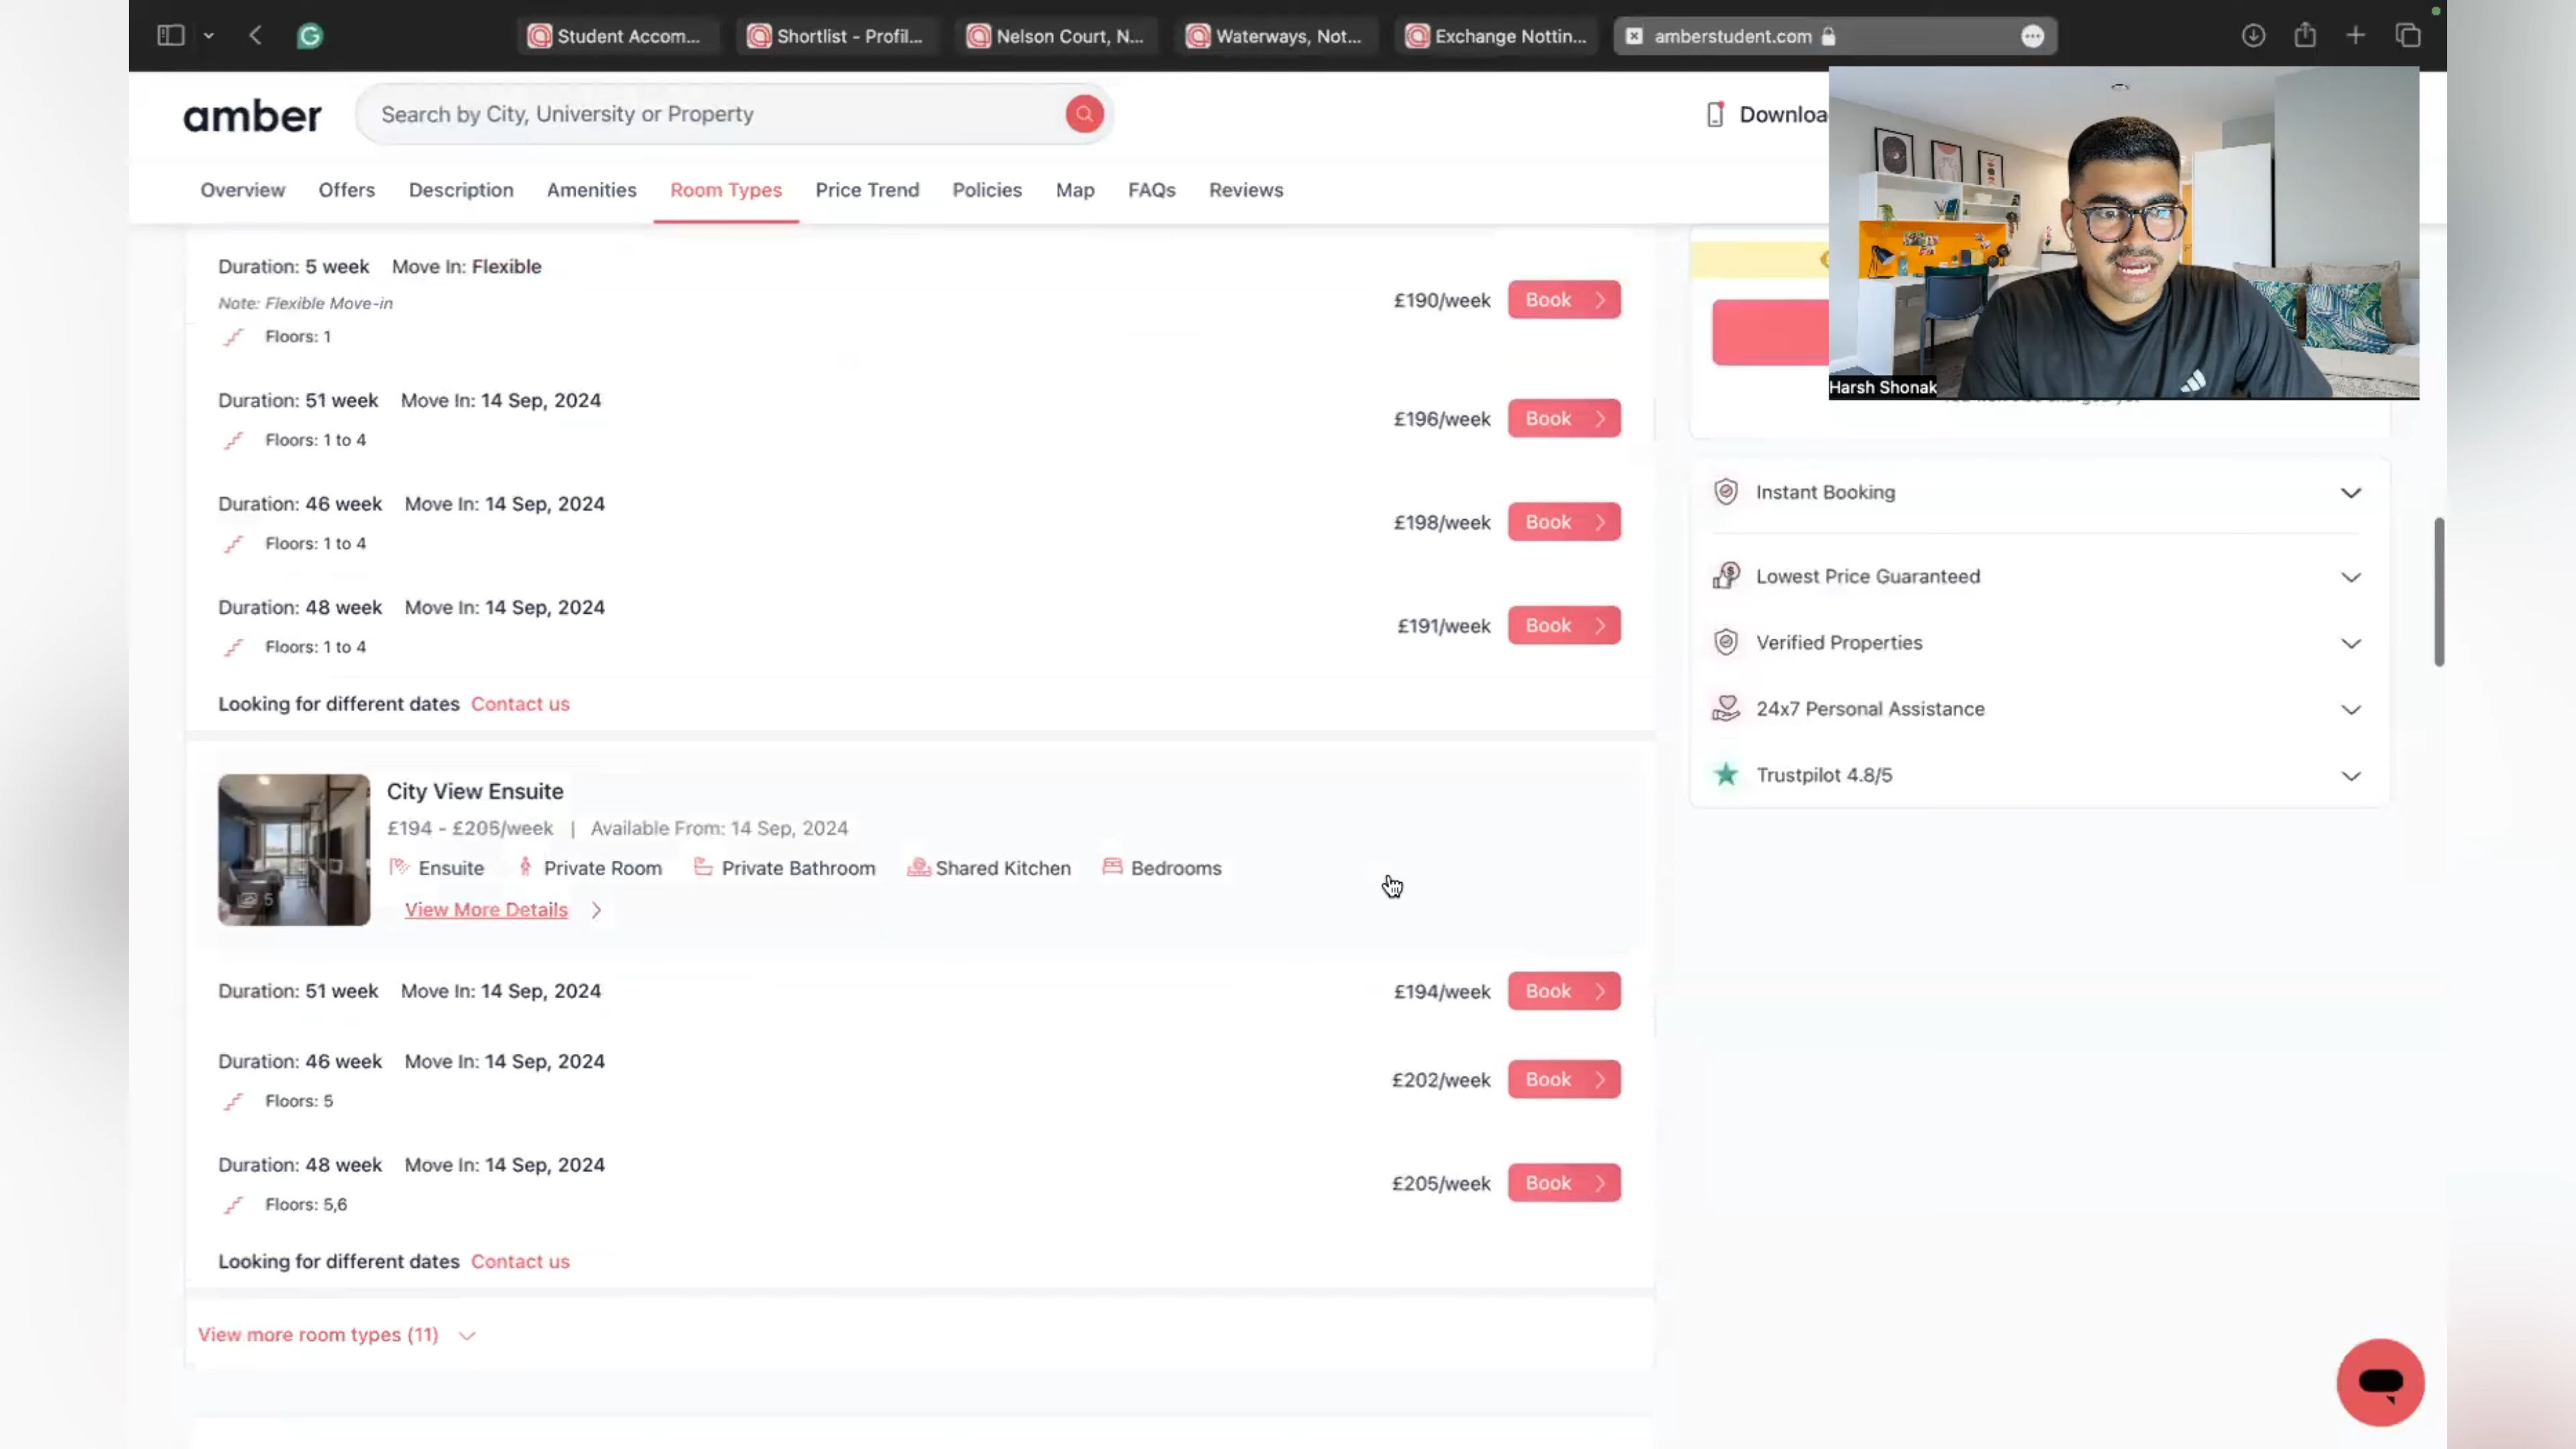 Student Accom...
Shortlist - Profil...
Nelson Court, N...
Waterways, Not...
Exchange Nottin...
amberstudent.com
amber
Search by City, University or Property
Downloa
Overview
Offers
Description
Amenities
Room Types
Price Trend
Policies
Map
FAQs
Reviews
Harsh Shonak
Duration: 5 week Move In: Flexible
Note: Flexible Move-in
Floors: 1
£190/week Book
Duration: 51 week Move In: 14 Sep, 2024
Floors: 1 to 4
£196/week Book
Duration: 46 week Move In: 14 Sep, 2024
Floors: 1 to 4
£198/week Book
Duration: 48 week Move In: 14 Sep, 2024
Floors: 1 to 4
£191/week Book
Looking for different dates Contact us
City View Ensuite
£194 - £205/week | Available From: 14 Sep, 2024
Ensuite Private Room Private Bathroom Shared Kitchen Bedrooms
5
View More Details
Duration: 51 week Move In: 14 Sep, 2024
£194/week Book
Duration: 46 week Move In: 14 Sep, 2024
Floors: 5
£202/week Book
Duration: 48 week Move In: 14 Sep, 2024
Floors: 5,6
£205/week Book
Looking for different dates Contact us
View more room types (11)
Instant Booking
Lowest Price Guaranteed
Verified Properties
24x7 Personal Assistance
Trustpilot 4.8/5